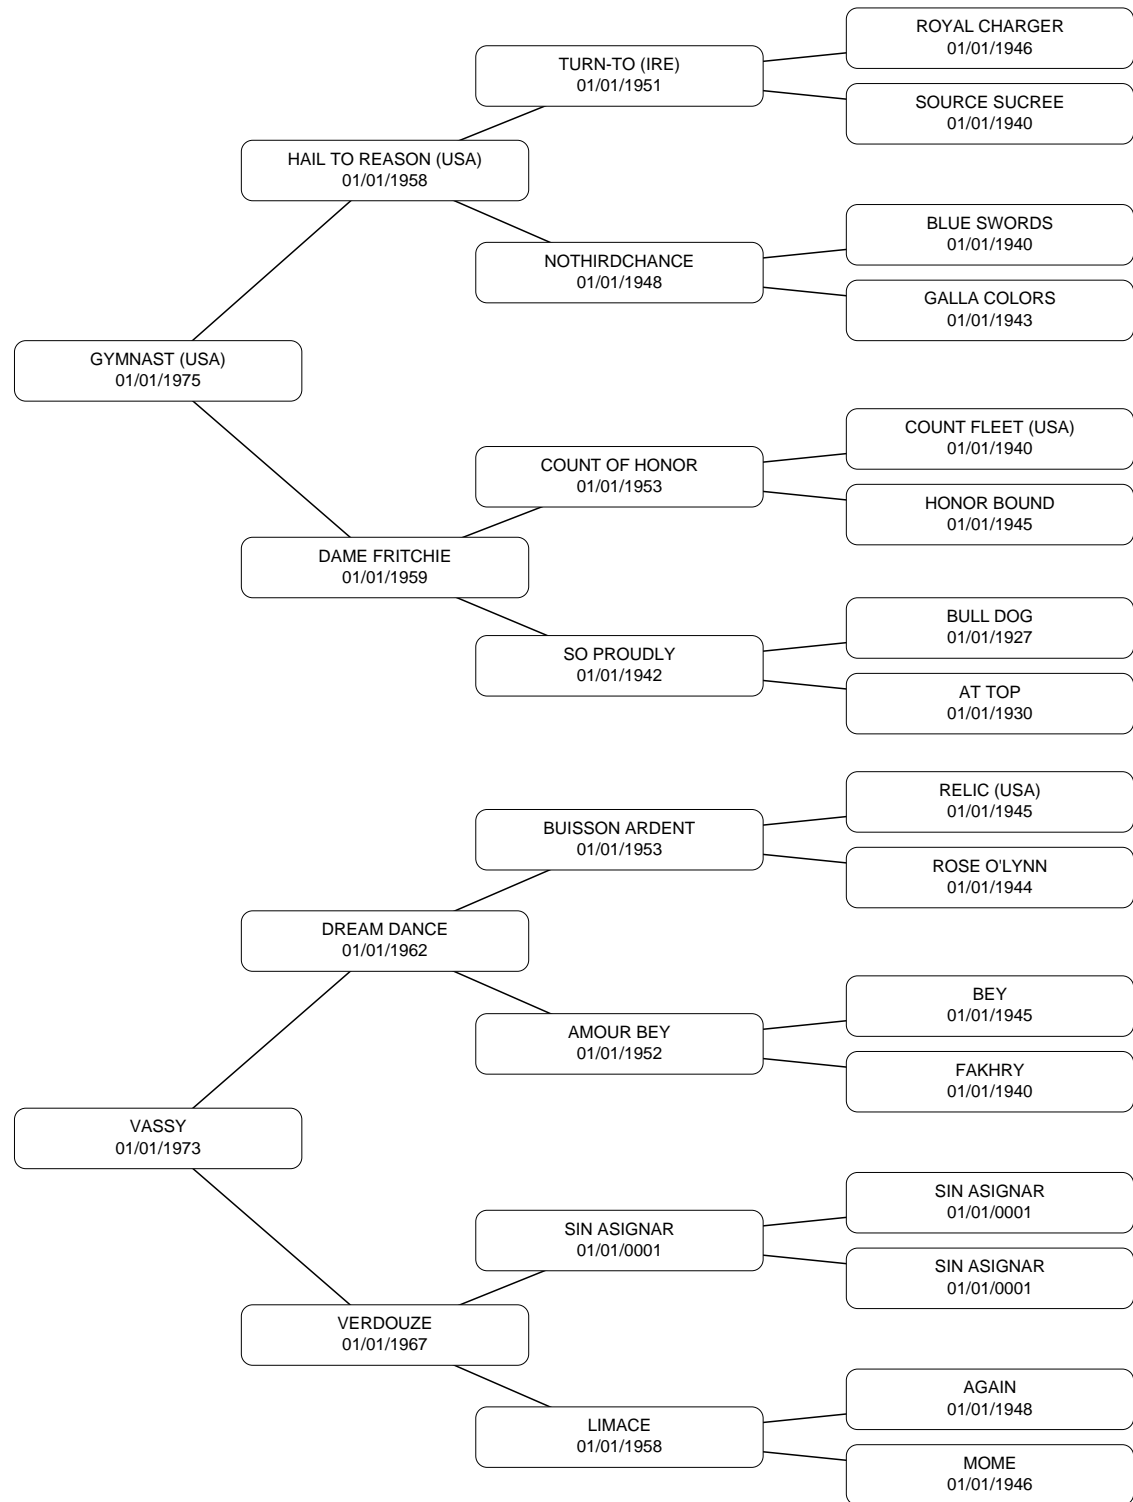 ROYAL CHARGER
01/01/1946
TURN-TO (IRE)
01/01/1951
SOURCE SUCREE
01/01/1940
HAIL TO REASON (USA)
01/01/1958
BLUE SWORDS
01/01/1940
NOTHIRDCHANCE
01/01/1948
GALLA COLORS
01/01/1943
GYMNAST (USA)
01/01/1975
COUNT FLEET (USA)
01/01/1940
COUNT OF HONOR
01/01/1953
HONOR BOUND
01/01/1945
DAME FRITCHIE
01/01/1959
BULL DOG
01/01/1927
SO PROUDLY
01/01/1942
AT TOP
01/01/1930
RELIC (USA)
01/01/1945
BUISSON ARDENT
01/01/1953
ROSE O'LYNN
01/01/1944
DREAM DANCE
01/01/1962
BEY
01/01/1945
AMOUR BEY
01/01/1952
FAKHRY
01/01/1940
VASSY
01/01/1973
SIN ASIGNAR
01/01/0001
SIN ASIGNAR
01/01/0001
SIN ASIGNAR
01/01/0001
VERDOUZE
01/01/1967
AGAIN
01/01/1948
LIMACE
01/01/1958
MOME
01/01/1946